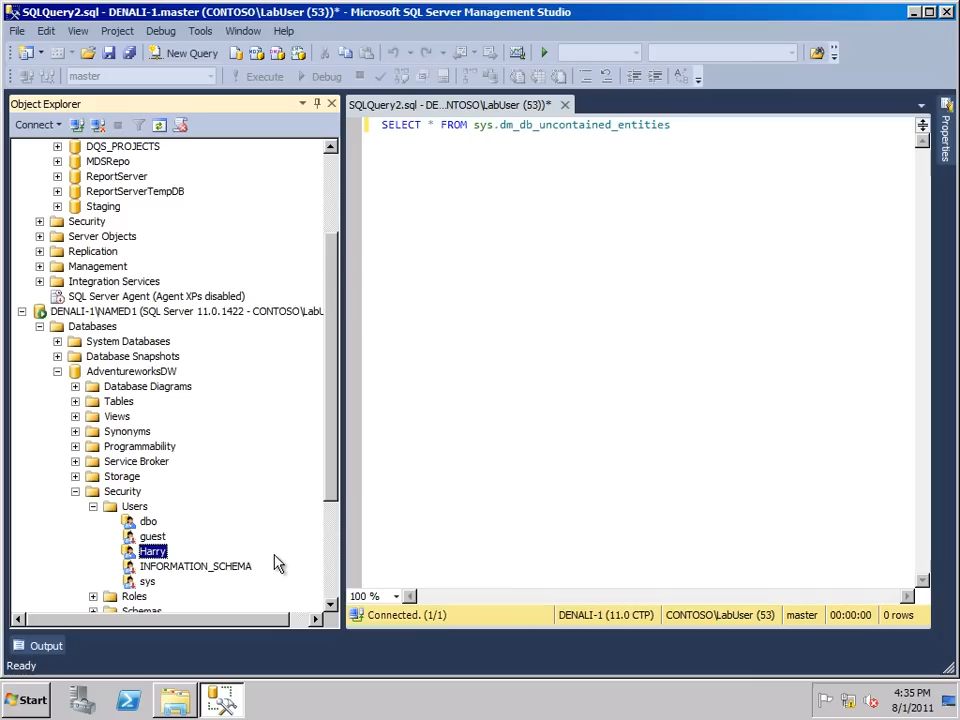 SQLQuery2.sql - DENALI-1.master (CONTOSO\LabUser (53))* - Microsoft SQL Server Management Studio
File Edit View Project Debug Tools Window Help
New Query
master Execute Debug
Object Explorer
SQLQuery2.sql - DE...NTOSO\LabUser (53))*
Connect
SELECT * FROM sys.dm_db_uncontained_entities
Properties
DQS_PROJECTS
MDSRepo
ReportServer
ReportServerTempDB
Staging
Security
Server Objects
Replication
Management
Integration Services
SQL Server Agent (Agent XPs disabled)
DENALI-1\NAMED1 (SQL Server 11.0.1422 - CONTOSO\LabU
Databases
System Databases
Database Snapshots
AdventureworksDW
Database Diagrams
Tables
Views
Synonyms
Programmability
Service Broker
Storage
Security
Users
dbo
guest
Harry
INFORMATION_SCHEMA
sys
Roles
Schemas
100 %
Connected. (1/1) DENALI-1 (11.0 CTP) CONTOSO\LabUser (53) master 00:00:00 0 rows
Output
Ready
Start
4:35 PM
8/1/2011